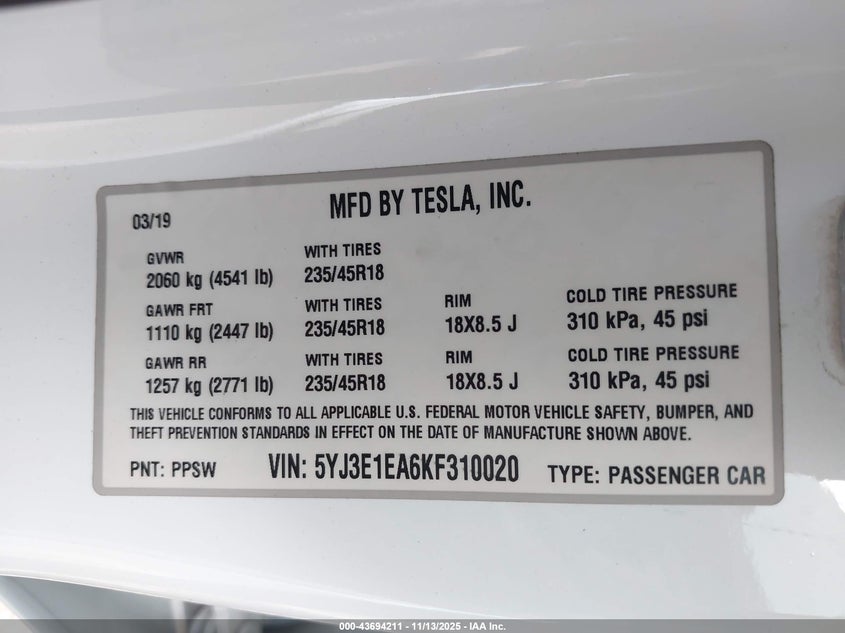 MFD BY TESLA, INC.
03/19
GVWR WITH TIRES
2060 kg (4541 lb) 235/45R18
GAWR FRT WITH TIRES RIM COLD TIRE PRESSURE
1110 kg (2447 lb) 235/45R18 18X8.5 J 310 kPa, 45 psi
GAWR RR WITH TIRES RIM COLD TIRE PRESSURE
1257 kg (2771 lb) 235/45R18 18X8.5 J 310 kPa, 45 psi
THIS VEHICLE CONFORMS TO ALL APPLICABLE U.S. FEDERAL MOTOR VEHICLE SAFETY, BUMPER, AND
THEFT PREVENTION STANDARDS IN EFFECT ON THE DATE OF MANUFACTURE SHOWN ABOVE.
PNT: PPSW VIN: 5YJ3E1EA6KF310020 TYPE: PASSENGER CAR
000-43694211 - 11/13/2025 - IAA Inc.